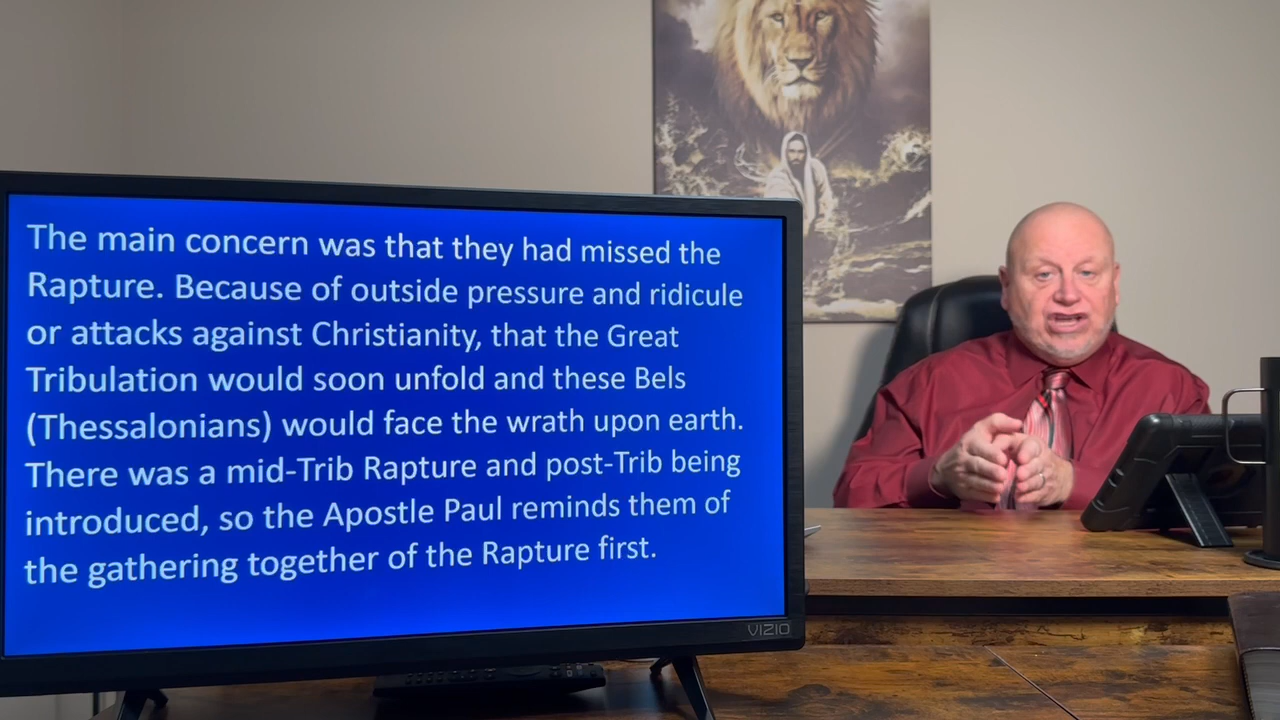 The main concern was that they had missed the
Rapture. Because of outside pressure and ridicule
or attacks against Christianity, that the Great
Tribulation would soon unfold and these Bels
(Thessalonians) would face the wrath upon earth.
There was a mid-Trib Rapture and post-Trib being
introduced, so the Apostle Paul reminds them of
the gathering together of the Rapture first.
VIZIO